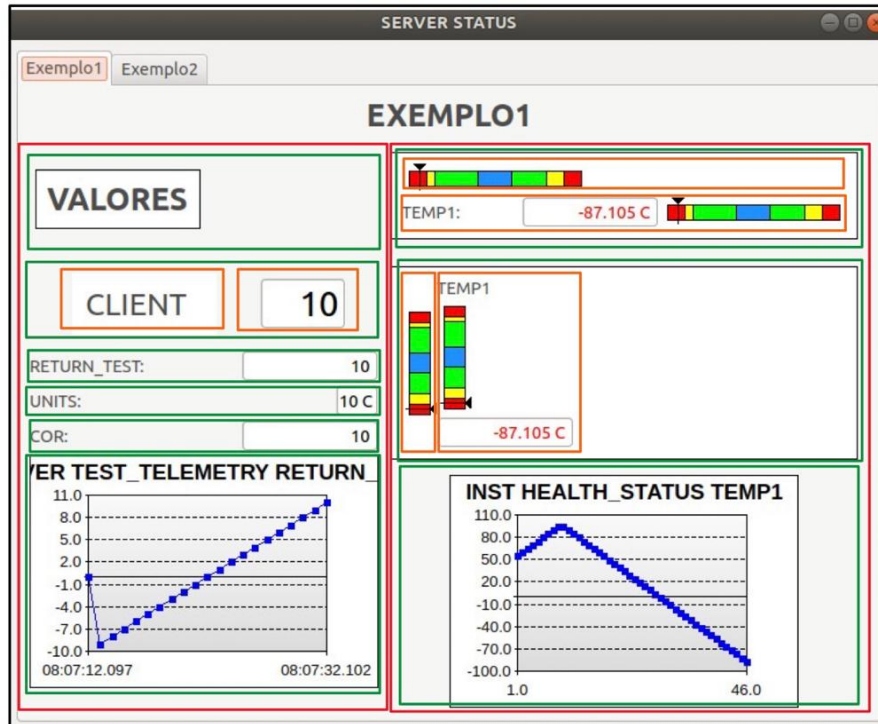 SERVER STATUS
Exemplo1
Exemplo2
EXEMPLO1
VALORES
CLIENT 10
RETURN_TEST: 10
UNITS: 10 C
COR: 10
VER TEST_TELEMETRY RETURN_
11.0
8.0
5.0
2.0
-1.0
-4.0
-7.0
-10.0
08:07:12.097 08:07:32.102
TEMP1: -87.105 C
TEMP1
-87.105 C
INST HEALTH_STATUS TEMP1
110.0
80.0
50.0
20.0
-10.0
-40.0
-70.0
-100.0
1.0 46.0